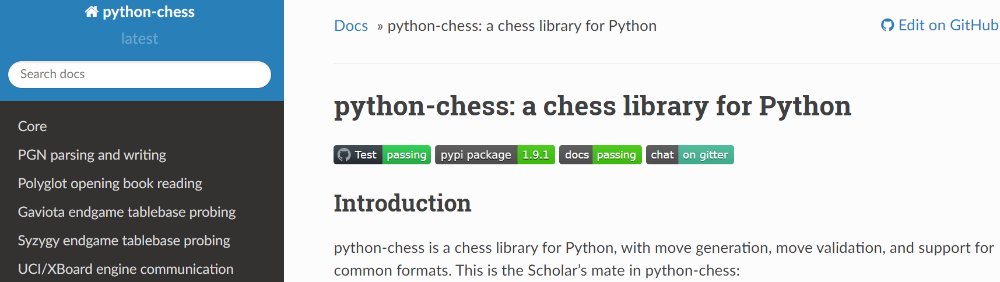 python-chess
latest
Search docs
Core
PGN parsing and writing
Polyglot opening book reading
Gaviota endgame tablebase probing
Syzygy endgame tablebase probing
UCI/XBoard engine communication
Docs » python-chess: a chess library for Python
Edit on GitHub
python-chess: a chess library for Python
Test passing pypi package 1.9.1 docs passing chat on gitter
Introduction
python-chess is a chess library for Python, with move generation, move validation, and support for
common formats. This is the Scholar’s mate in python-chess: